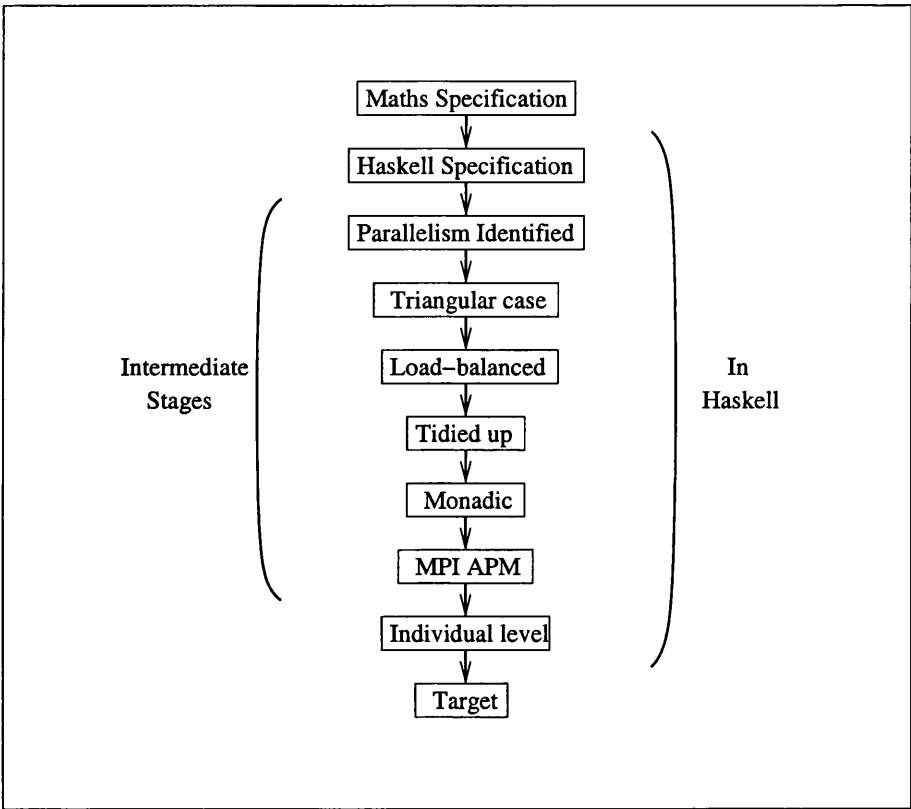 Maths Specification
Haskell Specification
Parallelism Identified
Triangular case
Load−balanced
Intermediate
Stages
In
Haskell
Tidied up
Monadic
MPI APM
Individual level
Target